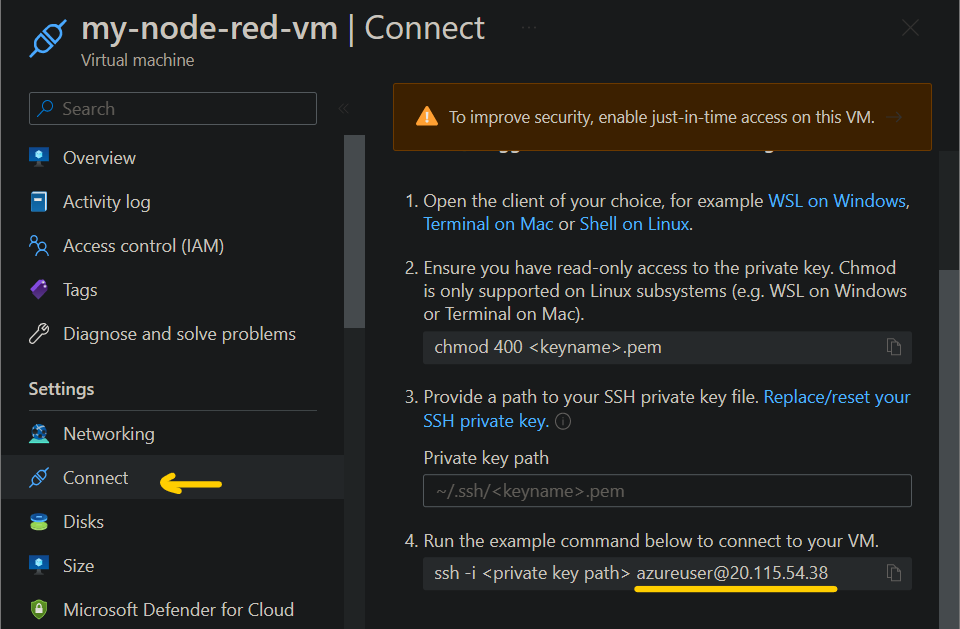 my-node-red-vm | Connect
Virtual machine
Search
Overview
Activity log
Access control (IAM)
Tags
Diagnose and solve problems
Settings
Networking
Connect
Disks
Size
Microsoft Defender for Cloud
To improve security, enable just-in-time access on this VM.
1. Open the client of your choice, for example WSL on Windows,
Terminal on Mac or Shell on Linux.
2. Ensure you have read-only access to the private key. Chmod
is only supported on Linux subsystems (e.g. WSL on Windows
or Terminal on Mac).
chmod 400 <keyname>.pem
3. Provide a path to your SSH private key file. Replace/reset your
SSH private key.
Private key path
~/.ssh/<keyname>.pem
4. Run the example command below to connect to your VM.
ssh -i <private key path> azureuser@20.115.54.38